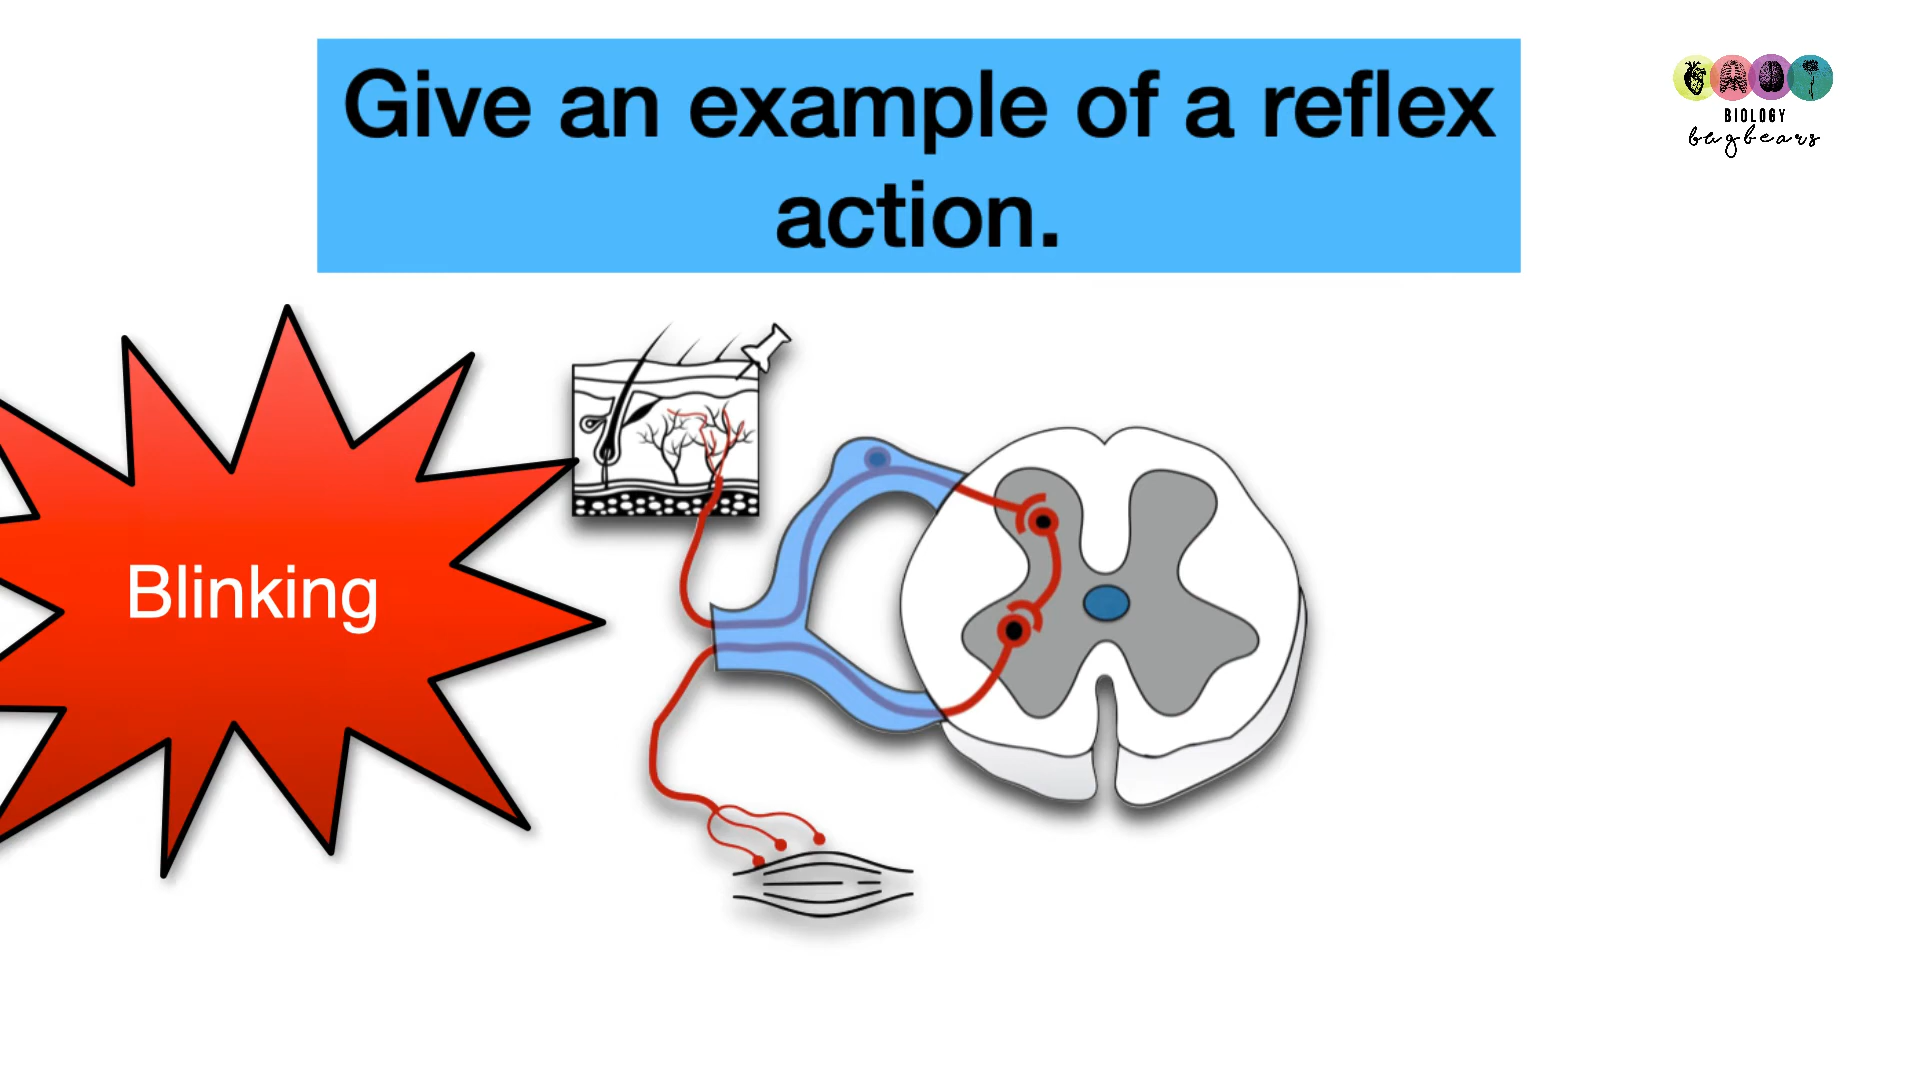 Give an example of a reflex
action.
BIOLOGY
bugbears
Blinking